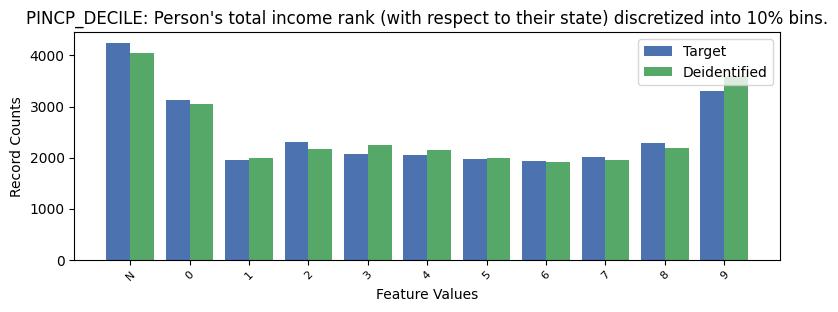 PINCP_DECILE: Person's total income rank (with respect to their state) discretized into 10% bins.
Target
Deidentified
4000
3000
2000
1000
0
Record Counts
N 0 1 2 3 4 5 6 7 8 9
Feature Values